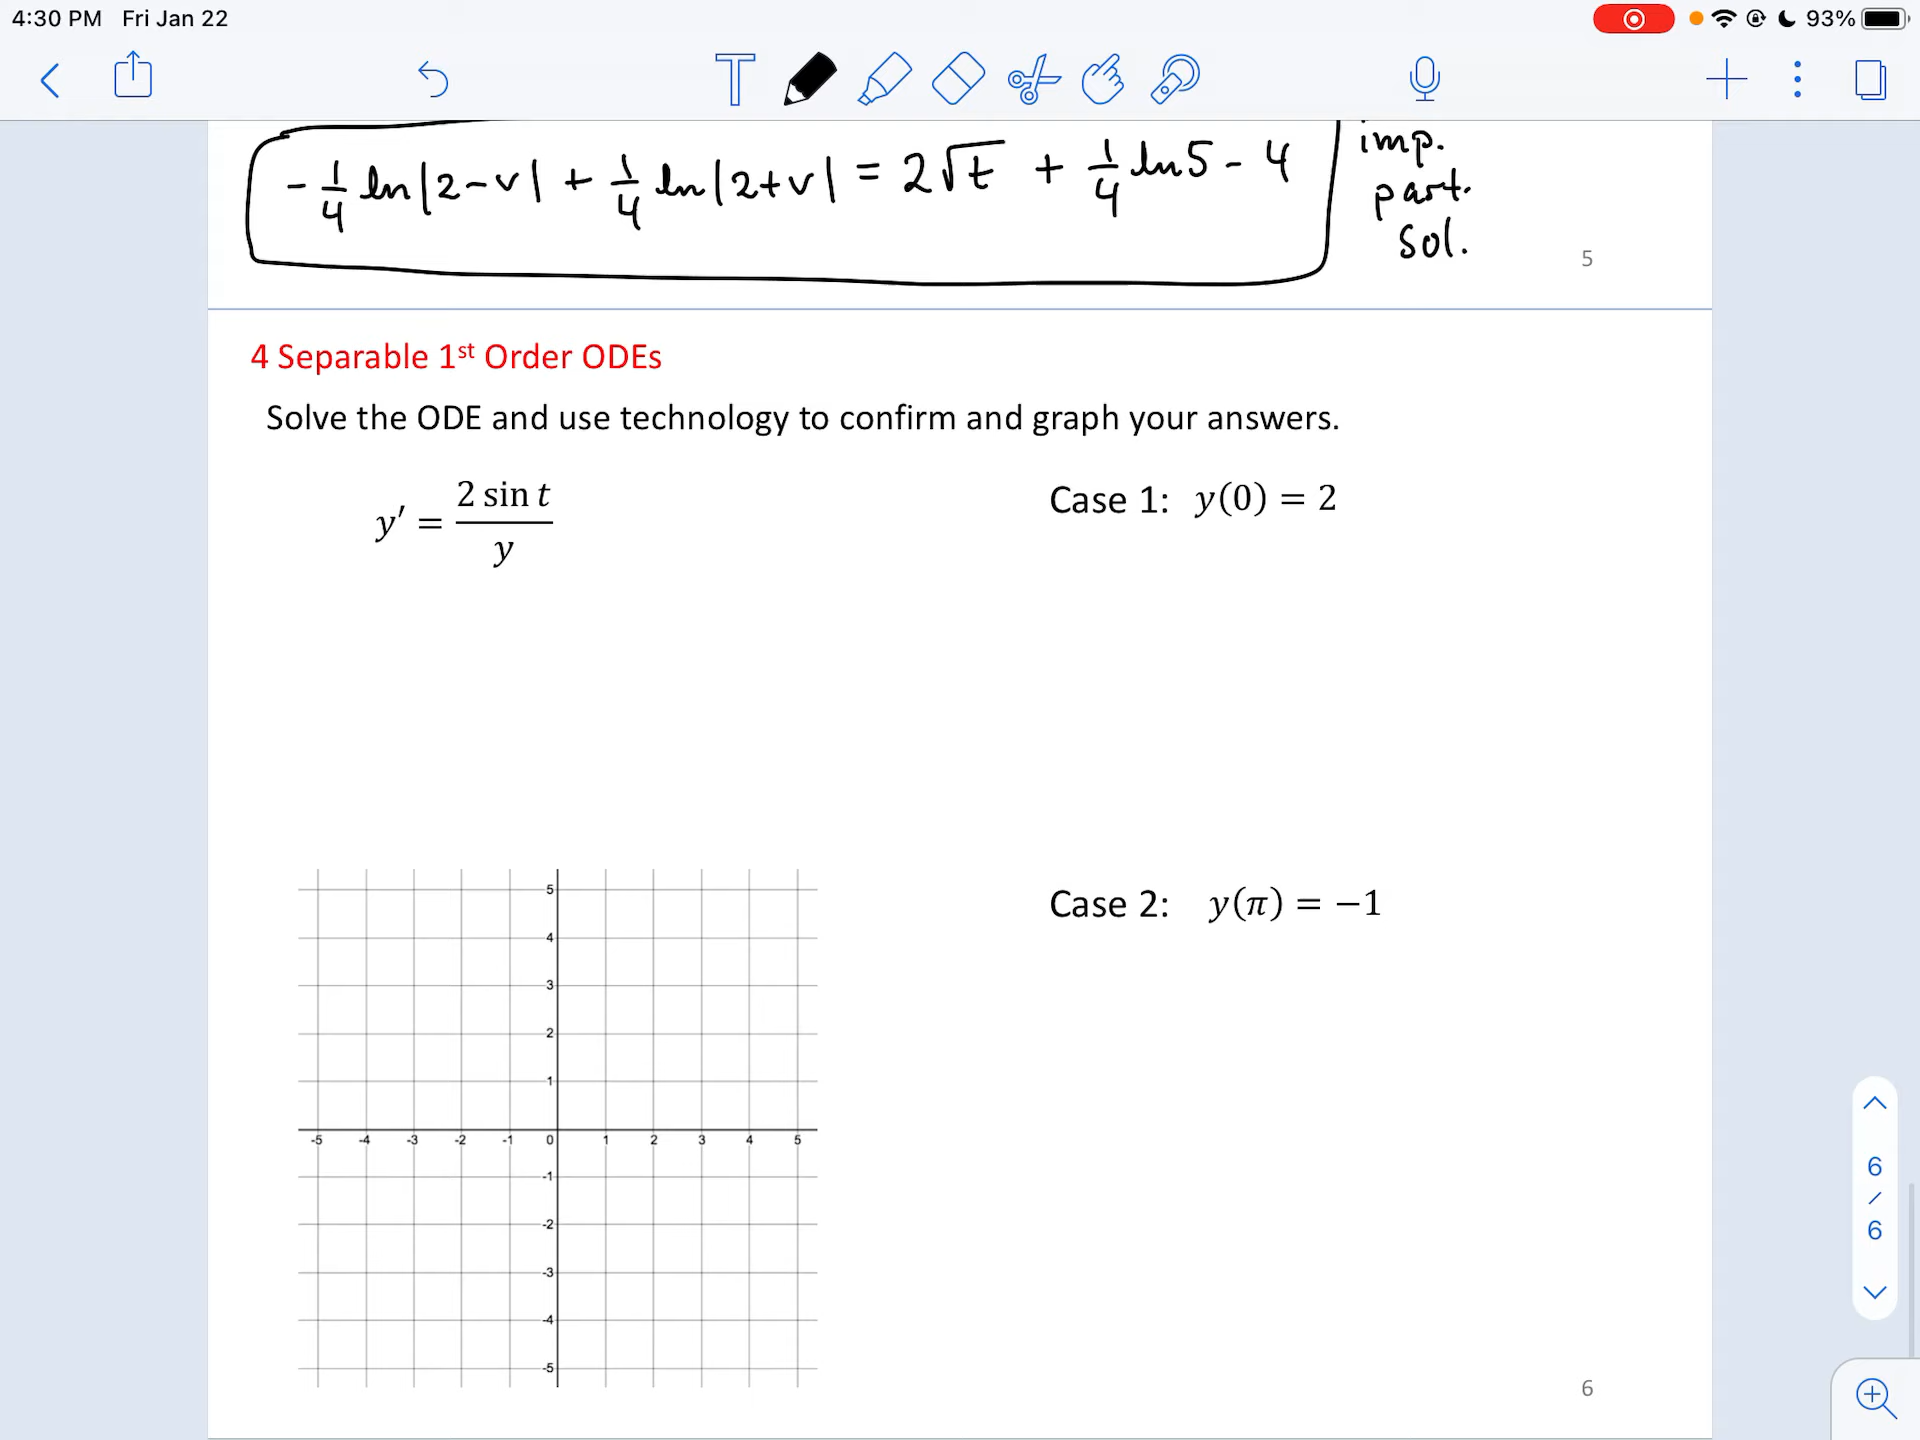 4:30 PM Fri Jan 22 93%
T
-1/4 ln|2-v| + 1/4 ln|2+v| = 2√t + 1/4 ln5 - 4
imp.
part.
sol.
5
4 Separable 1st Order ODEs
Solve the ODE and use technology to confirm and graph your answers.
y′ = 2 sin t / y
Case 1: y(0) = 2
Case 2: y(π) = −1
5
4
3
2
1
-5 -4 -3 -2 -1 0 1 2 3 4 5
-1
-2
-3
-4
-5
6
/
6
6